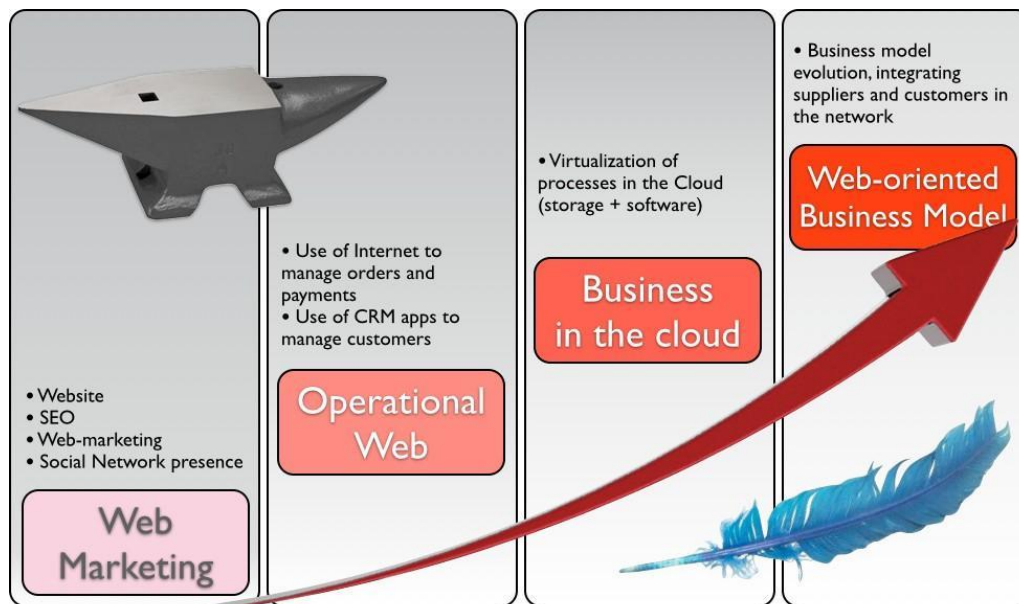 • Website
• SEO
• Web-marketing
• Social Network presence
Web
Marketing
• Use of Internet to
manage orders and
payments
• Use of CRM apps to
manage customers
Operational
Web
• Virtualization of
processes in the Cloud
(storage + software)
Business
in the cloud
• Business model
evolution, integrating
suppliers and customers in
the network
Web-oriented
Business Model